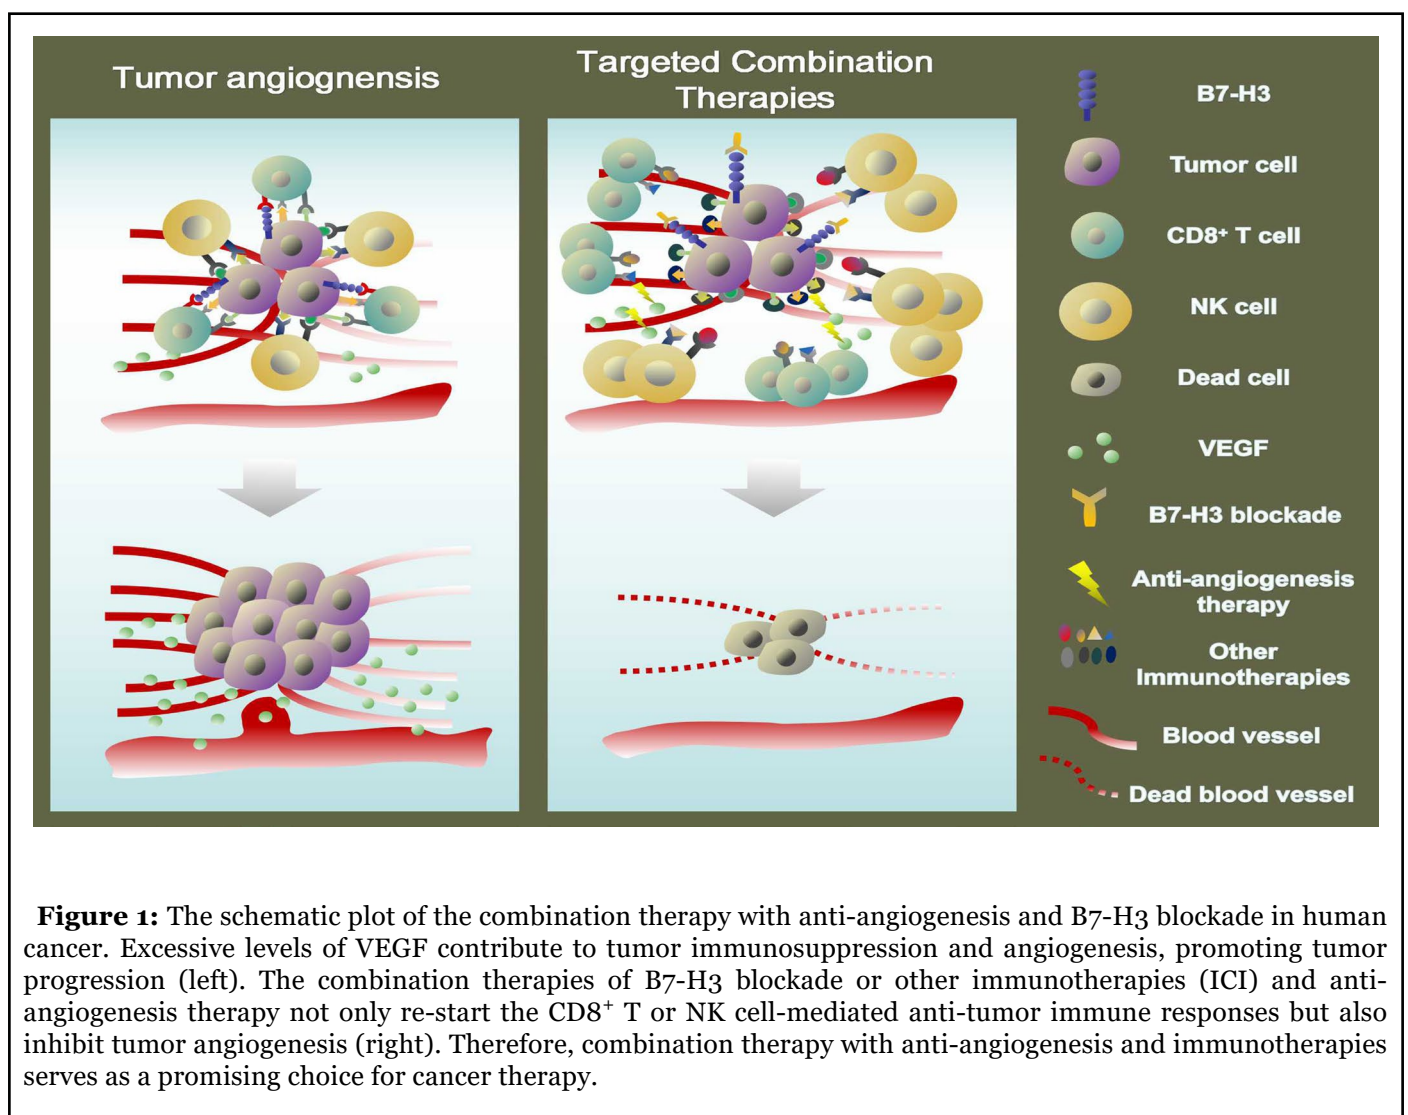 Tumor angiognensis
Targeted Combination
Therapies
B7-H3
Tumor cell
CD8⁺ T cell
NK cell
Dead cell
VEGF
B7-H3 blockade
Anti-angiogenesis
therapy
Other
Immunotherapies
Blood vessel
Dead blood vessel
Figure 1: The schematic plot of the combination therapy with anti-angiogenesis and B7-H3 blockade in human
cancer. Excessive levels of VEGF contribute to tumor immunosuppression and angiogenesis, promoting tumor
progression (left). The combination therapies of B7-H3 blockade or other immunotherapies (ICI) and anti-
angiogenesis therapy not only re-start the CD8⁺ T or NK cell-mediated anti-tumor immune responses but also
inhibit tumor angiogenesis (right). Therefore, combination therapy with anti-angiogenesis and immunotherapies
serves as a promising choice for cancer therapy.